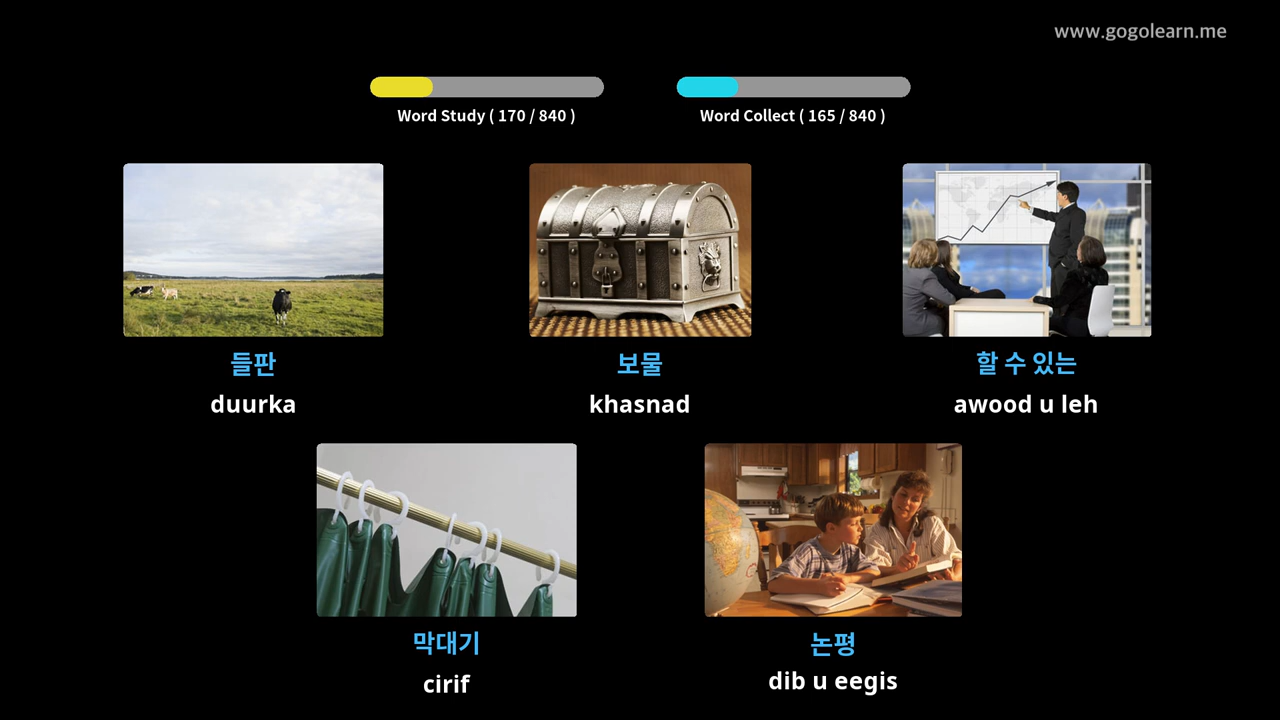 www.gogolearn.me
Word Study ( 170 / 840 )
Word Collect ( 165 / 840 )
들판
duurka
보물
khasnad
할 수 있는
awood u leh
막대기
cirif
논평
dib u eegis